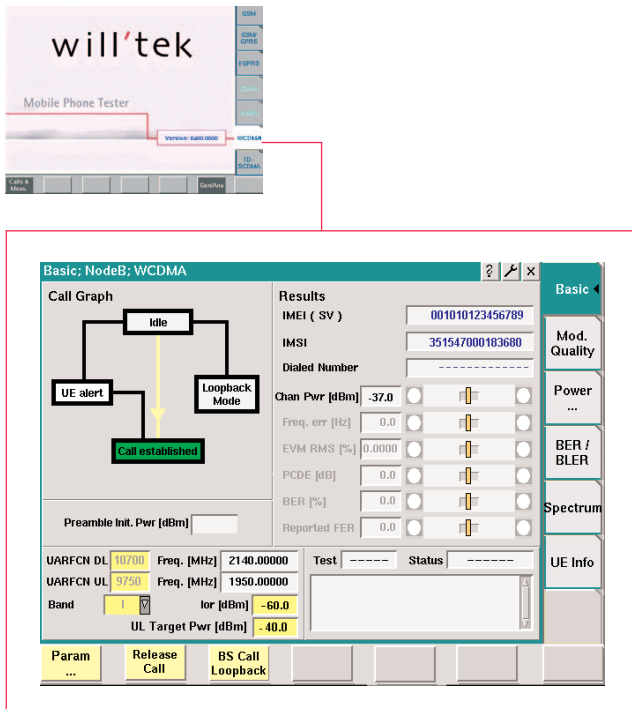 GSM
GSM/
GPRS
EGPRS
will'tek
Mobile Phone Tester
Version: 6a00.0000
WCDMA
TD-
SCDMA
Calls &
Meas.
Gen/Ana
Basic; NodeB; WCDMA
?
x
Basic
Call Graph
Idle
UE alert
Loopback
Mode
Call established
Preamble Init. Pwr [dBm]
Results
IMEI ( SV ) 001010123456789
IMSI 351547000183680
Dialed Number -------------
Chan Pwr [dBm] -37.0
Freq. err [Hz] 0.0
EVM RMS [%] 0.0000
PCDE [dB] 0.0
BER [%] 0.0
Reported FER 0.0
Mod.
Quality
Power
...
BER /
BLER
Spectrum
UE Info
UARFCN DL 10700 Freq. [MHz] 2140.00000
UARFCN UL 9750 Freq. [MHz] 1950.00000
Band I Ior [dBm] -60.0
UL Target Pwr [dBm] -40.0
Test ----- Status ------
Param
...
Release
Call
BS Call
Loopback